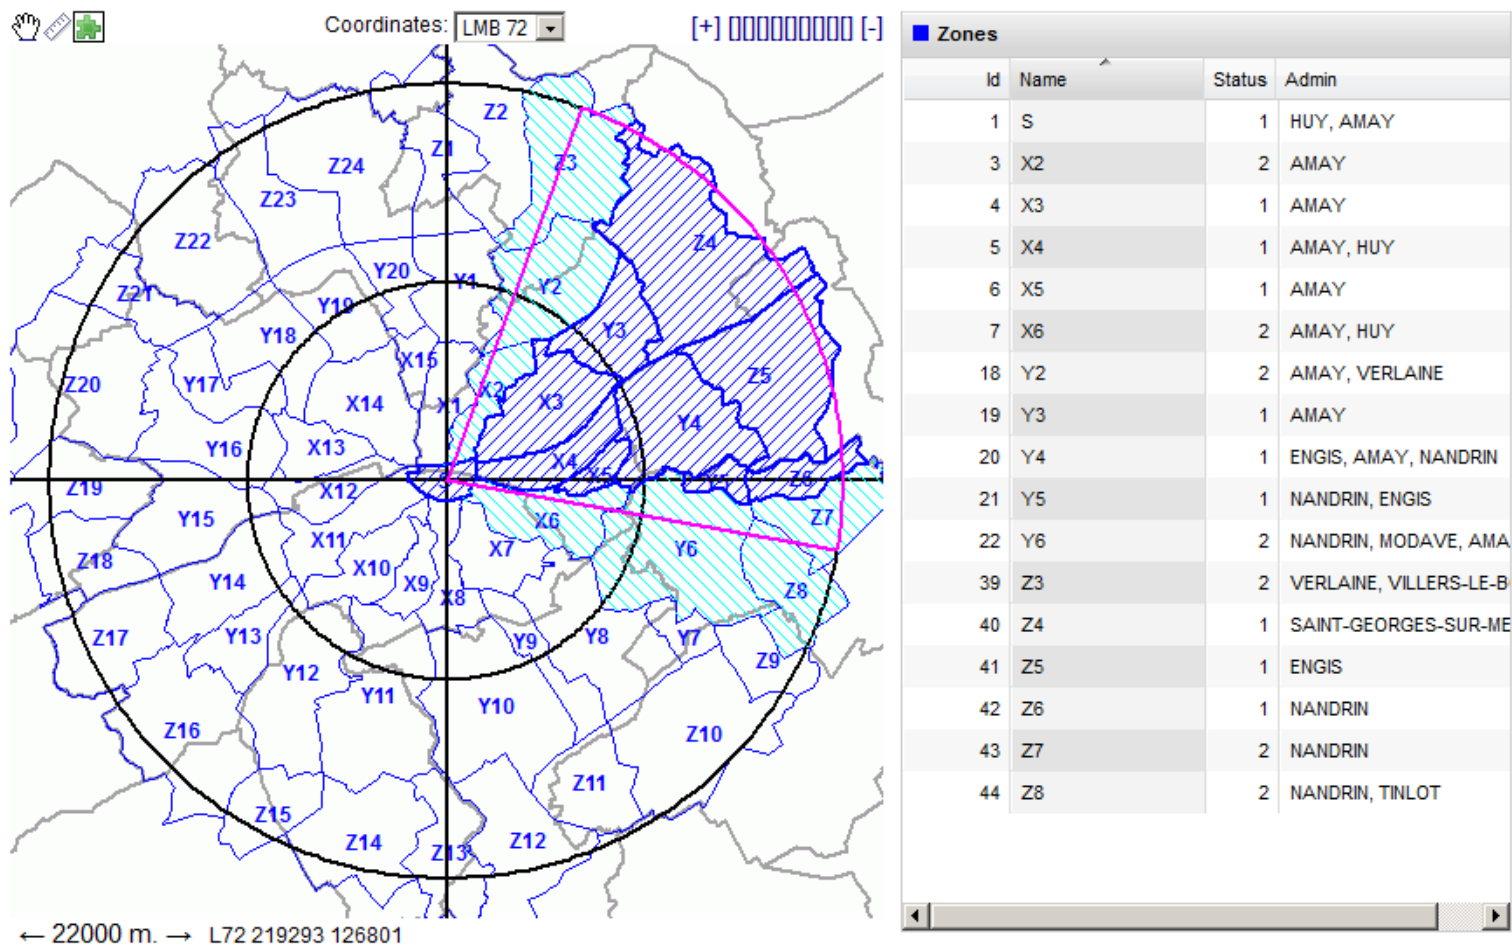 Coordinates: LMB 72
[+] [][][][][][][][][][] [-]
Z2
Z1
Z3
Z24
Z23
Z22
Z4
Y20
Y1
Y2
Z21
Y19
Y18
Y3
X15
Z20
Y17
X2
Z5
X14
X1
X3
Y4
Y16
X13
X4
X5
Y5
Z6
S
Z19
X12
Y15
X6
Z7
X11
X7
Y6
Z18
X10
Y14
X9
X8
Z8
Z17
Y13
Y9
Y8
Y7
Z9
Y12
Y11
Y10
Z16
Z10
Z11
Z15
Z14
Z13
Z12
← 22000 m. → L72 219293 126801
Zones
Id Name Status Admin
1 S 1 HUY, AMAY
3 X2 2 AMAY
4 X3 1 AMAY
5 X4 1 AMAY, HUY
6 X5 1 AMAY
7 X6 2 AMAY, HUY
18 Y2 2 AMAY, VERLAINE
19 Y3 1 AMAY
20 Y4 1 ENGIS, AMAY, NANDRIN
21 Y5 1 NANDRIN, ENGIS
22 Y6 2 NANDRIN, MODAVE, AMA
39 Z3 2 VERLAINE, VILLERS-LE-B
40 Z4 1 SAINT-GEORGES-SUR-ME
41 Z5 1 ENGIS
42 Z6 1 NANDRIN
43 Z7 2 NANDRIN
44 Z8 2 NANDRIN, TINLOT